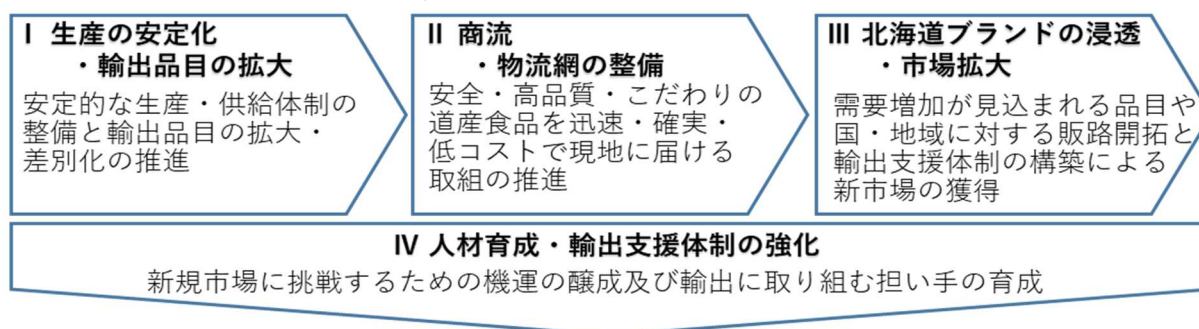 Ⅰ 生産の安定化
・輸出品目の拡大
安定的な生産・供給体制の
整備と輸出品目の拡大・
差別化の推進
Ⅱ 商流
・物流網の整備
安全・高品質・こだわりの
道産食品を迅速・確実・
低コストで現地に届ける
取組の推進
Ⅲ 北海道ブランドの浸透
・市場拡大
需要増加が見込まれる品目や
国・地域に対する販路開拓と
輸出支援体制の構築による
新市場の獲得
Ⅳ 人材育成・輸出支援体制の強化
新規市場に挑戦するための機運の醸成及び輸出に取り組む担い手の育成